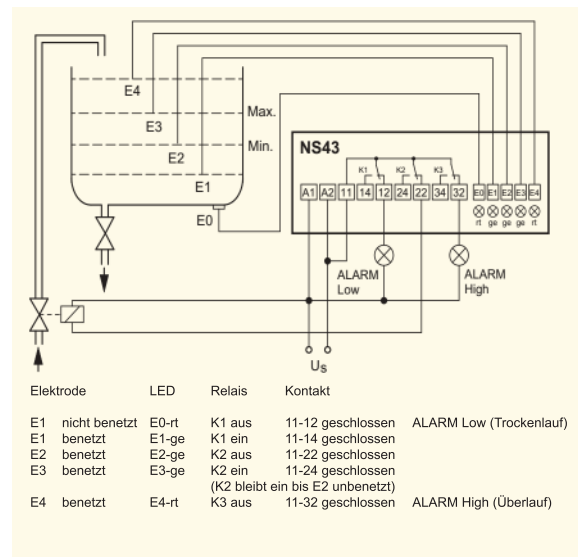 E4
Max.
E3
Min.
E2
E1
E0
NS43
K1 K2 K3
A1 A2 11 14 12 24 22 34 32 E0 E1 E2 E3 E4
rt ge ge ge rt
ALARM Low
ALARM High
Us
Elektrode LED Relais Kontakt
E1 nicht benetzt E0-rt K1 aus 11-12 geschlossen ALARM Low (Trockenlauf)
E1 benetzt E1-ge K1 ein 11-14 geschlossen
E2 benetzt E2-ge K2 aus 11-22 geschlossen
E3 benetzt E3-ge K2 ein 11-24 geschlossen
(K2 bleibt ein bis E2 unbenetzt)
E4 benetzt E4-rt K3 aus 11-32 geschlossen ALARM High (Überlauf)